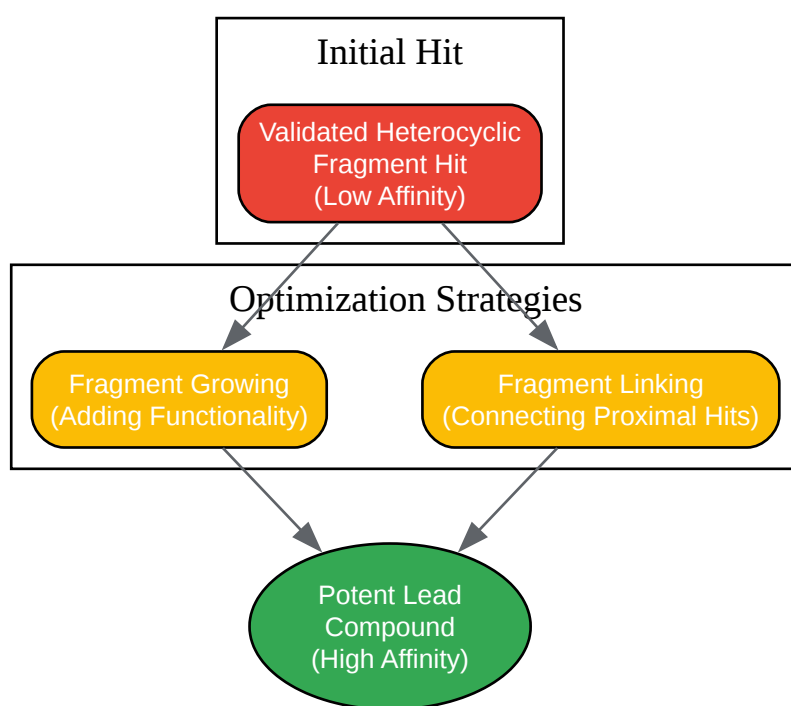 Initial Hit
Validated Heterocyclic
Fragment Hit
(Low Affinity)
Optimization Strategies
Fragment Growing
(Adding Functionality)
Fragment Linking
(Connecting Proximal Hits)
Potent Lead
Compound
(High Affinity)